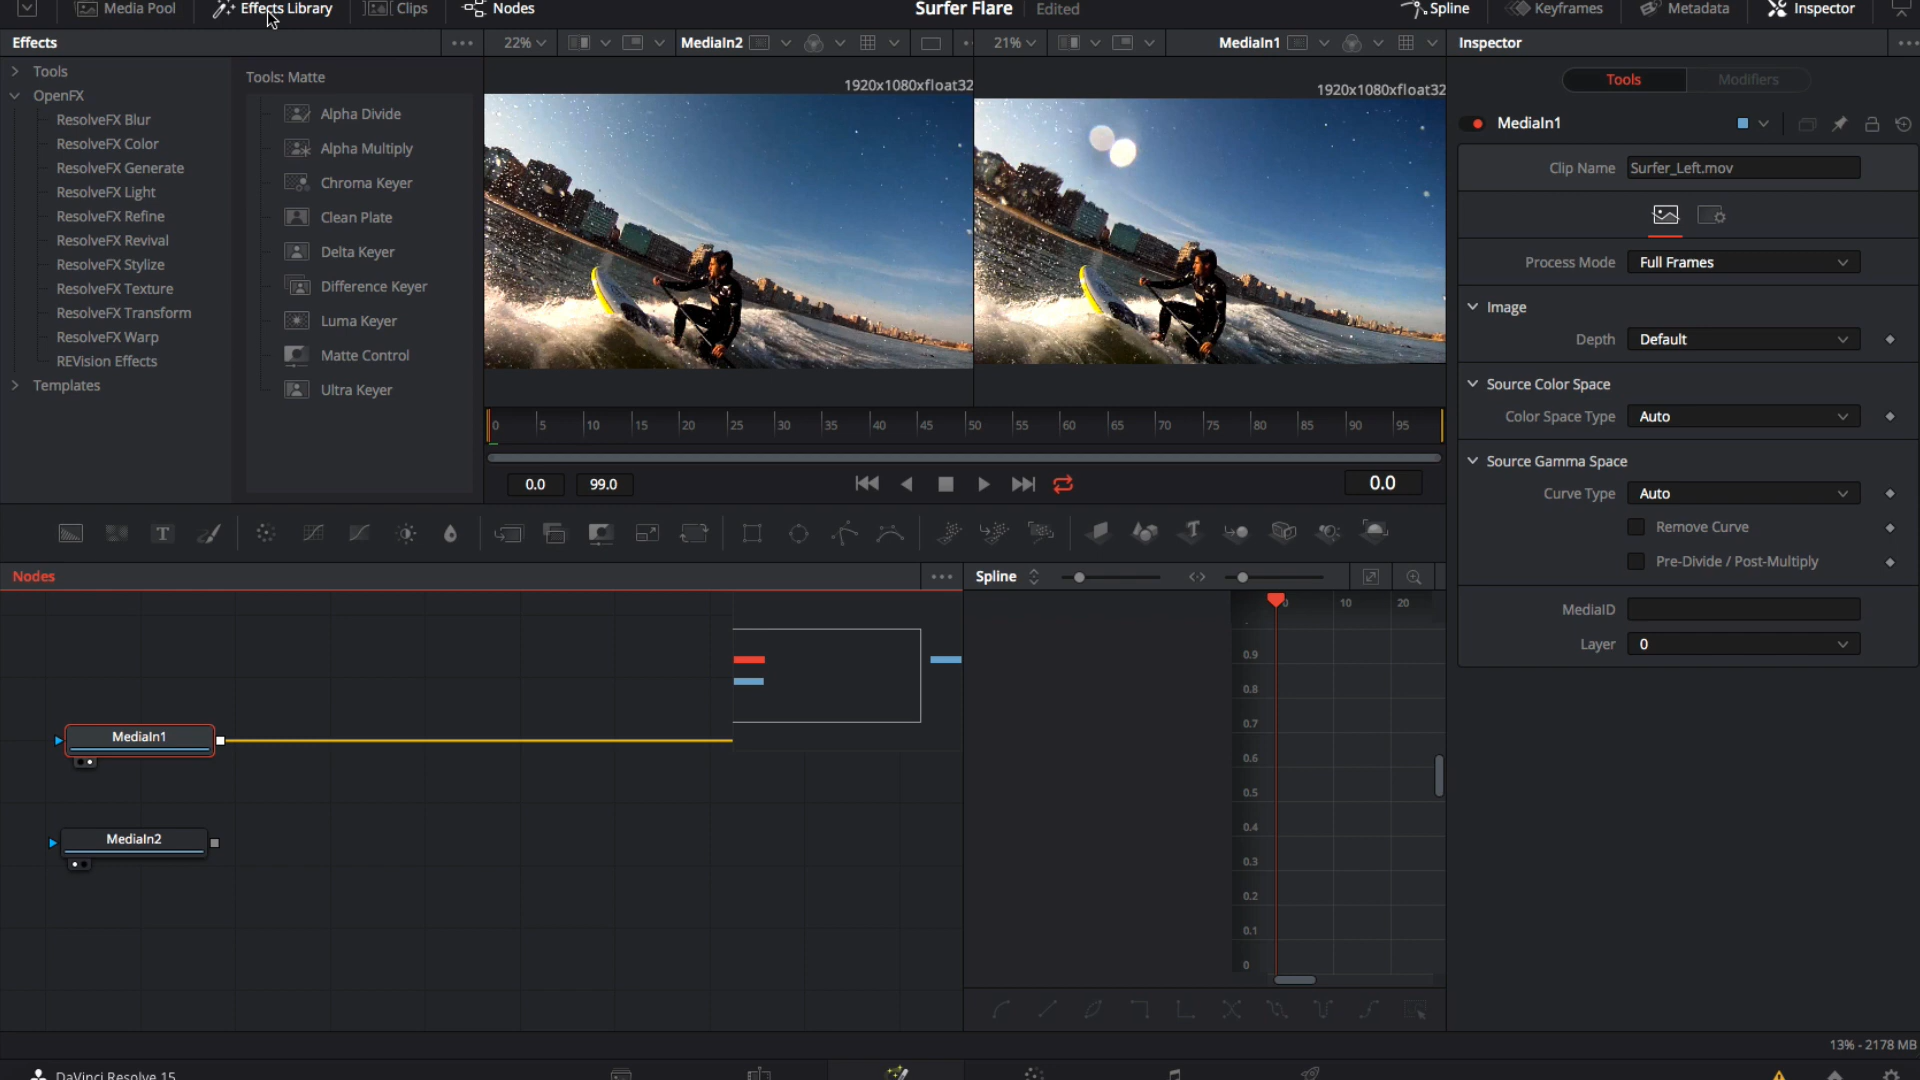 Media Pool
Effects Library
Clips
Nodes
Surfer Flare
Edited
Spline
Keyframes
Metadata
Inspector
Effects
22%
MediaIn2
21%
MediaIn1
Inspector
Tools
OpenFX
ResolveFX Blur
ResolveFX Color
ResolveFX Generate
ResolveFX Light
ResolveFX Refine
ResolveFX Revival
ResolveFX Stylize
ResolveFX Texture
ResolveFX Transform
ResolveFX Warp
REVision Effects
Templates
Tools: Matte
Alpha Divide
Alpha Multiply
Chroma Keyer
Clean Plate
Delta Keyer
Difference Keyer
Luma Keyer
Matte Control
Ultra Keyer
1920x1080xfloat32
1920x1080xfloat32
0 5 10 15 20 25 30 35 40 45 50 55 60 65 70 75 80 85 90 95
0.0
99.0
0.0
Tools
Modifiers
MediaIn1
Clip Name Surfer_Left.mov
Process Mode Full Frames
Image
Depth Default
Source Color Space
Color Space Type Auto
Source Gamma Space
Curve Type Auto
Remove Curve
Pre-Divide / Post-Multiply
MediaID
Layer 0
T
Nodes
MediaIn1
MediaIn2
Spline
0 10 20
0.9
0.8
0.7
0.6
0.5
0.4
0.3
0.2
0.1
0
13% - 2178 MB
DaVinci Resolve 15